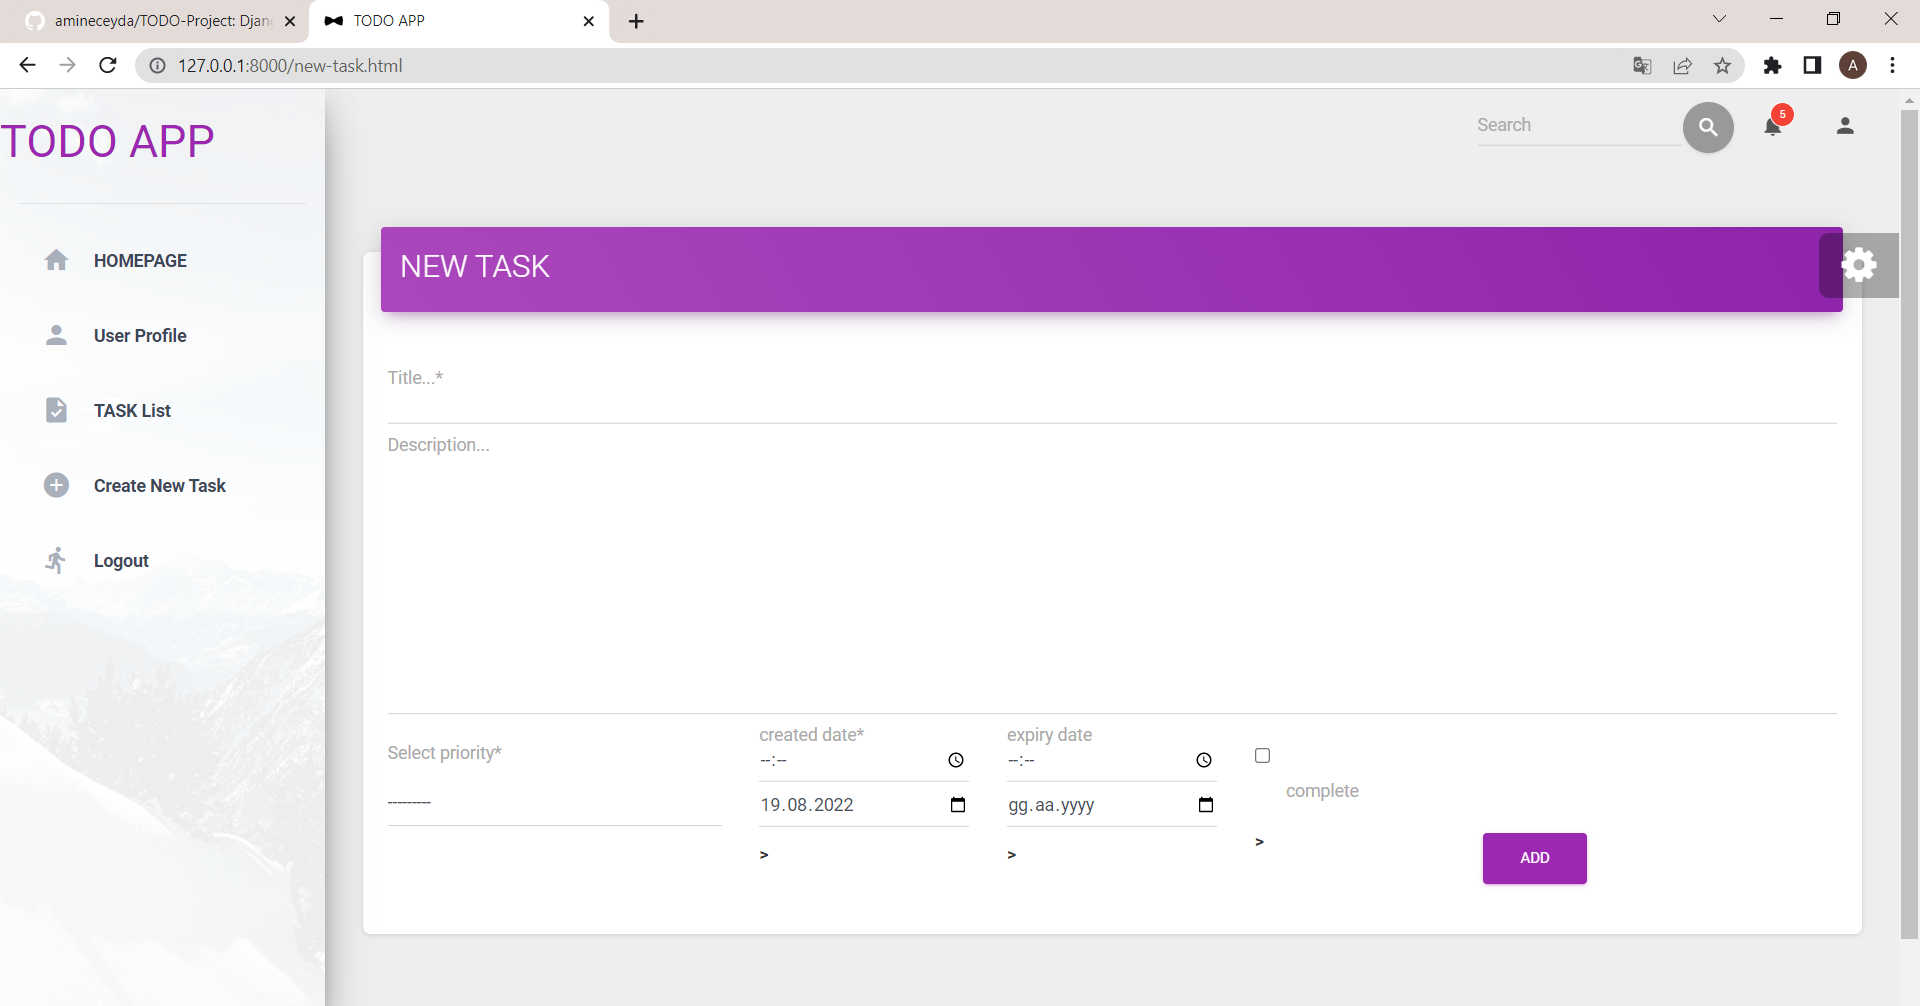 amineceyda/TODO-Project: Djan
TODO APP
127.0.0.1:8000/new-task.html
A
TODO APP
Search
5
HOMEPAGE
User Profile
TASK List
Create New Task
Logout
NEW TASK
Title...*
Description...
Select priority*
---------
created date*
--:--
19.08.2022
>
expiry date
--:--
gg.aa.yyyy
>
complete
>
ADD